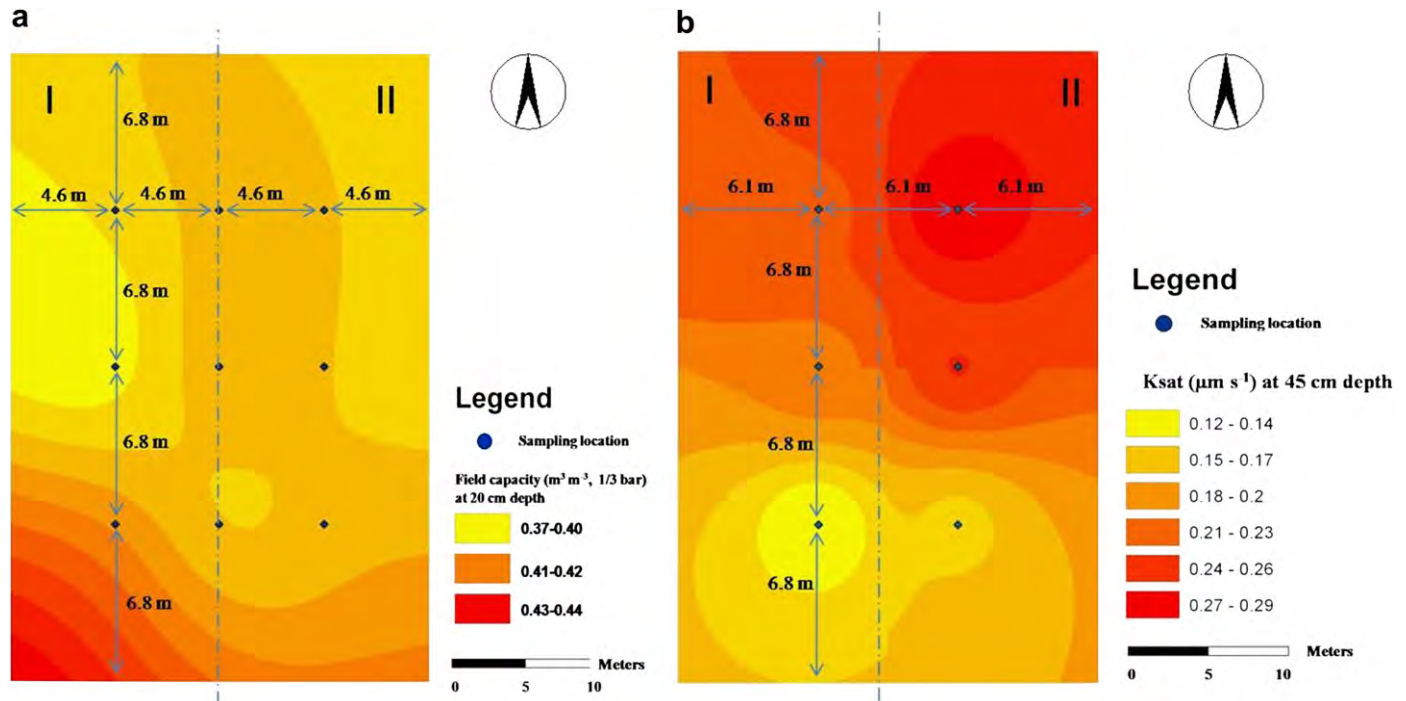 a
I
II
6.8 m
4.6 m
4.6 m
4.6 m
4.6 m
6.8 m
6.8 m
6.8 m
Legend
Sampling location
Field capacity (m³ m⁻³, 1/3 bar)
at 20 cm depth
0.37-0.40
0.41-0.42
0.43-0.44
Meters
0 5 10
b
I
II
6.8 m
6.1 m
6.1 m
6.1 m
6.8 m
6.8 m
6.8 m
Legend
Sampling location
Ksat (µm s⁻¹) at 45 cm depth
0.12 - 0.14
0.15 - 0.17
0.18 - 0.2
0.21 - 0.23
0.24 - 0.26
0.27 - 0.29
Meters
0 5 10